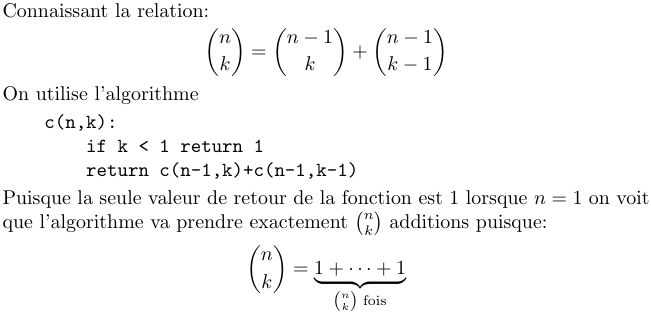 Connaissant la relation:
\binom{n}{k} = \binom{n-1}{k} + \binom{n-1}{k-1}
On utilise l'algorithme
c(n,k):
if k < 1 return 1
return c(n-1,k)+c(n-1,k-1)
Puisque la seule valeur de retour de la fonction est 1 lorsque n = 1 on voit
que l'algorithme va prendre exactement \binom{n}{k} additions puisque:
\binom{n}{k} = \underbrace{1 + \cdots + 1}_{\binom{n}{k} \text{ fois}}